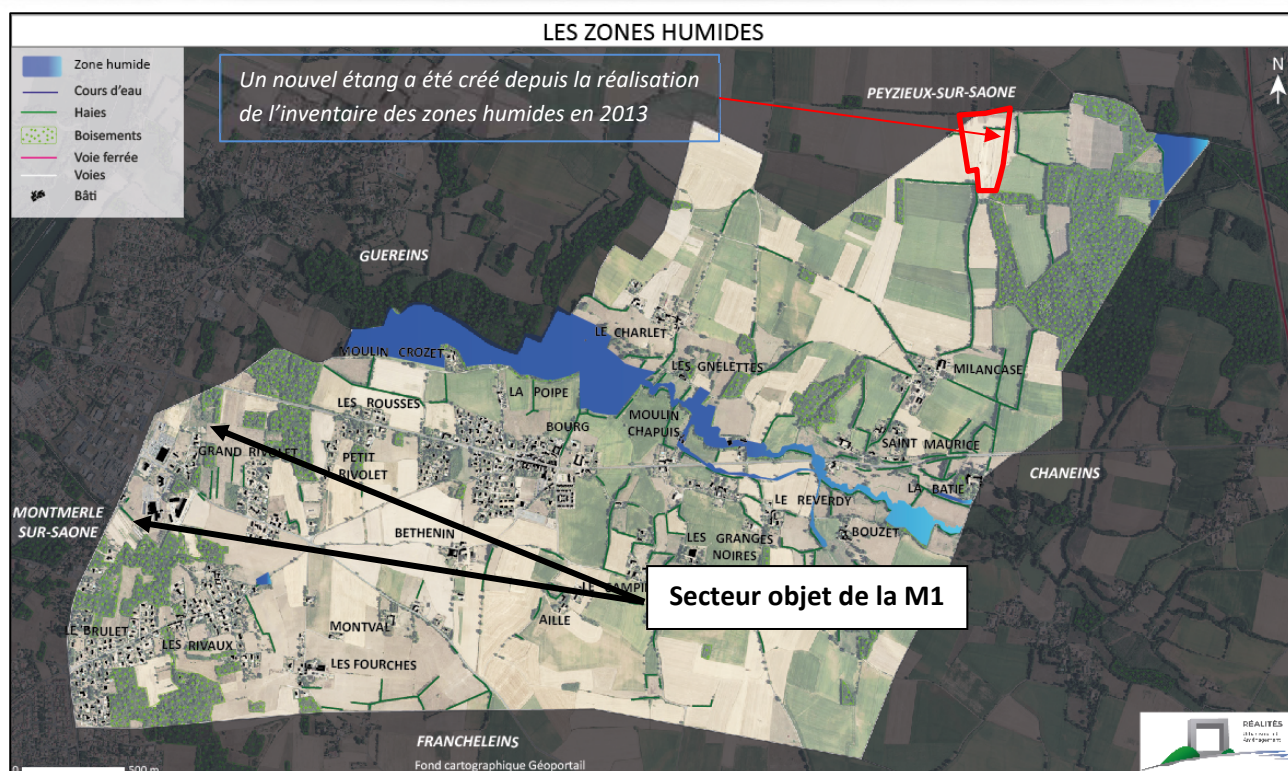 LES ZONES HUMIDES
Zone humide
Cours d'eau
Haies
Boisements
Voie ferrée
Voies
Bâti
Un nouvel étang a été créé depuis la réalisation
de l'inventaire des zones humides en 2013
PEYZIEUX-SUR-SAONE
N
GUEREINS
LE CHARLET
MOULIN CROZET
LES GNELETTES
MILANCASE
LES ROUSSES
LA POIPE
BOURG
MOULIN
CHAPUIS
SAINT MAURICE
GRAND RIVOLET
PETIT
RIVOLET
CHANEINS
LA BATIE
LE REVERDY
MONTMERLE
SUR-SAONE
BETHENIN
BOUZET
LES GRANGES
NOIRES
Secteur objet de la M1
AILLE
MONTVAL
LE BRULET
LES RIVAUX
LES FOURCHES
FRANCHELEINS
Fond cartographique Géoportail
0 500 m
RÉALITÉS